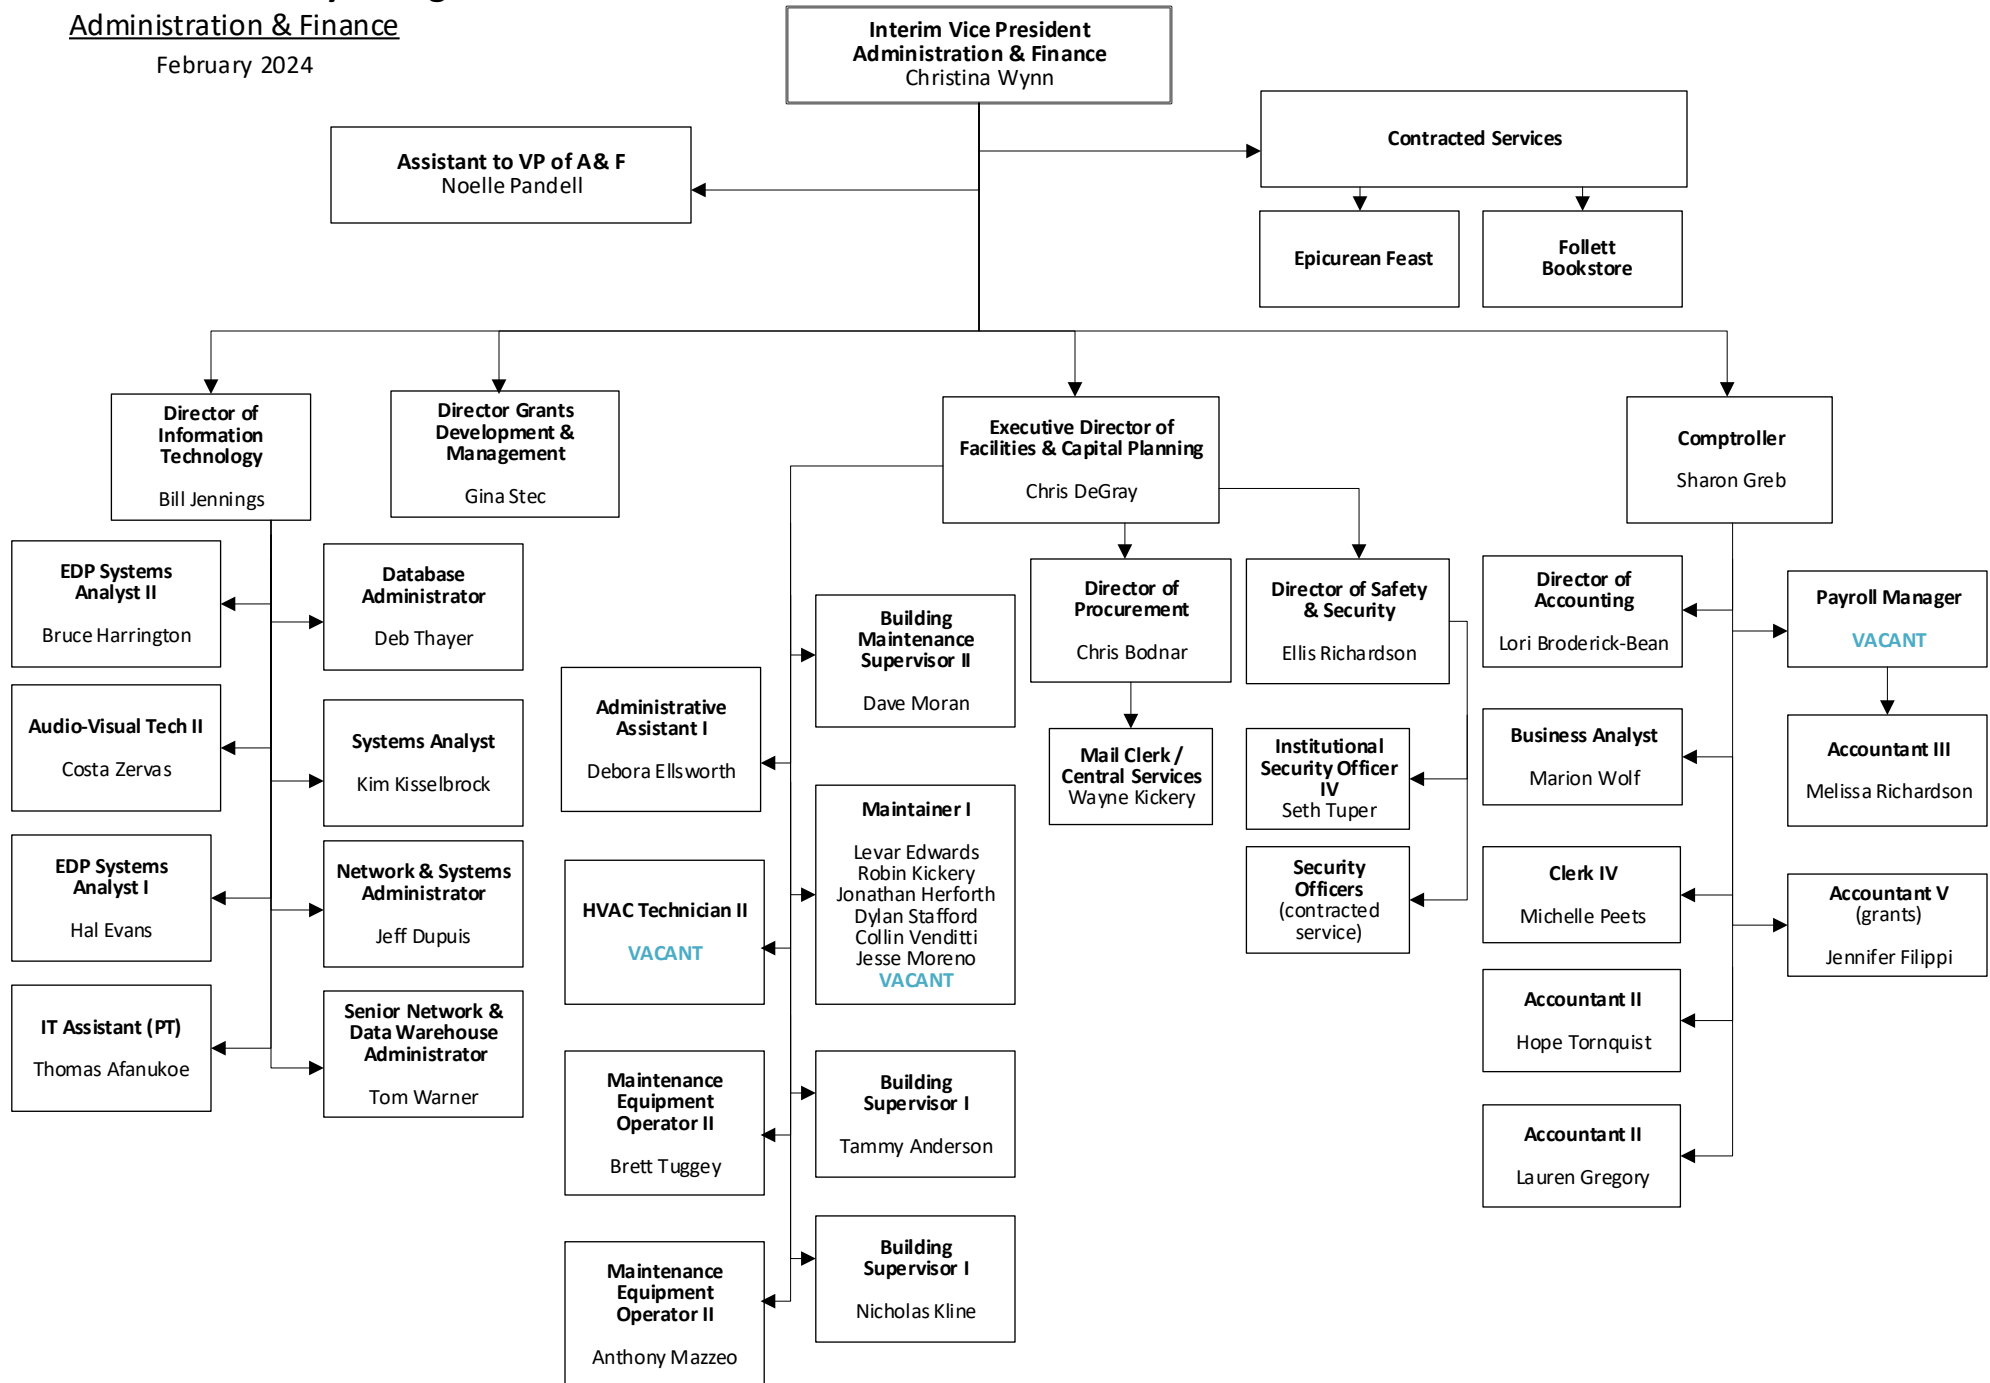 Administration & Finance
February 2024
Interim Vice President
Administration & Finance
Christina Wynn
Contracted Services
Assistant to VP of A& F
Noelle Pandell
Epicurean Feast
Follett
Bookstore
Director of
Information
Technology
Bill Jennings
Director Grants
Development &
Management
Gina Stec
Executive Director of
Facilities & Capital Planning
Chris DeGray
Comptroller
Sharon Greb
EDP Systems
Analyst II
Bruce Harrington
Database
Administrator
Deb Thayer
Audio-Visual Tech II
Costa Zervas
Systems Analyst
Kim Kisselbrock
EDP Systems
Analyst I
Hal Evans
Network & Systems
Administrator
Jeff Dupuis
IT Assistant (PT)
Thomas Afanukoe
Senior Network &
Data Warehouse
Administrator
Tom Warner
Building
Maintenance
Supervisor II
Dave Moran
Administrative
Assistant I
Debora Ellsworth
Maintainer I
Levar Edwards
Robin Kickery
Jonathan Herforth
Dylan Stafford
Collin Venditti
Jesse Moreno
VACANT
HVAC Technician II
VACANT
Maintenance
Equipment
Operator II
Brett Tuggey
Building
Supervisor I
Tammy Anderson
Maintenance
Equipment
Operator II
Anthony Mazzeo
Building
Supervisor I
Nicholas Kline
Director of
Procurement
Chris Bodnar
Mail Clerk /
Central Services
Wayne Kickery
Director of Safety
& Security
Ellis Richardson
Institutional
Security Officer
IV
Seth Tuper
Security
Officers
(contracted
service)
Director of
Accounting
Lori Broderick-Bean
Payroll Manager
VACANT
Business Analyst
Marion Wolf
Accountant III
Melissa Richardson
Clerk IV
Michelle Peets
Accountant V
(grants)
Jennifer Filippi
Accountant II
Hope Tornquist
Accountant II
Lauren Gregory